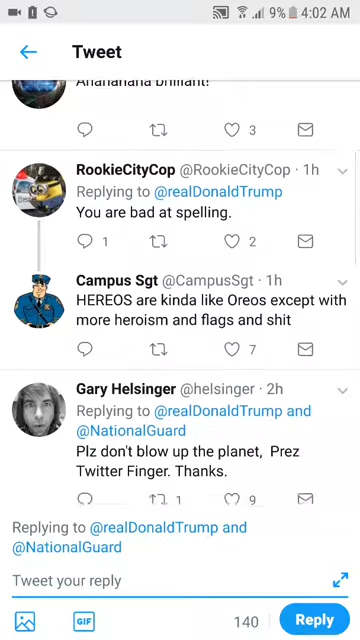 9% 4:02 AM
Tweet
Ahahahaha brilliant!
3
RookieCityCop @RookieCityCop · 1h
Replying to @realDonaldTrump
You are bad at spelling.
1 2
Campus Sgt @CampusSgt · 1h
HEREOS are kinda like Oreos except with
more heroism and flags and shit
7
Gary Helsinger @helsinger · 2h
Replying to @realDonaldTrump and
@NationalGuard
Plz don't blow up the planet, Prez
Twitter Finger. Thanks.
1 9
Replying to @realDonaldTrump and
@NationalGuard
Tweet your reply
GIF 140 Reply